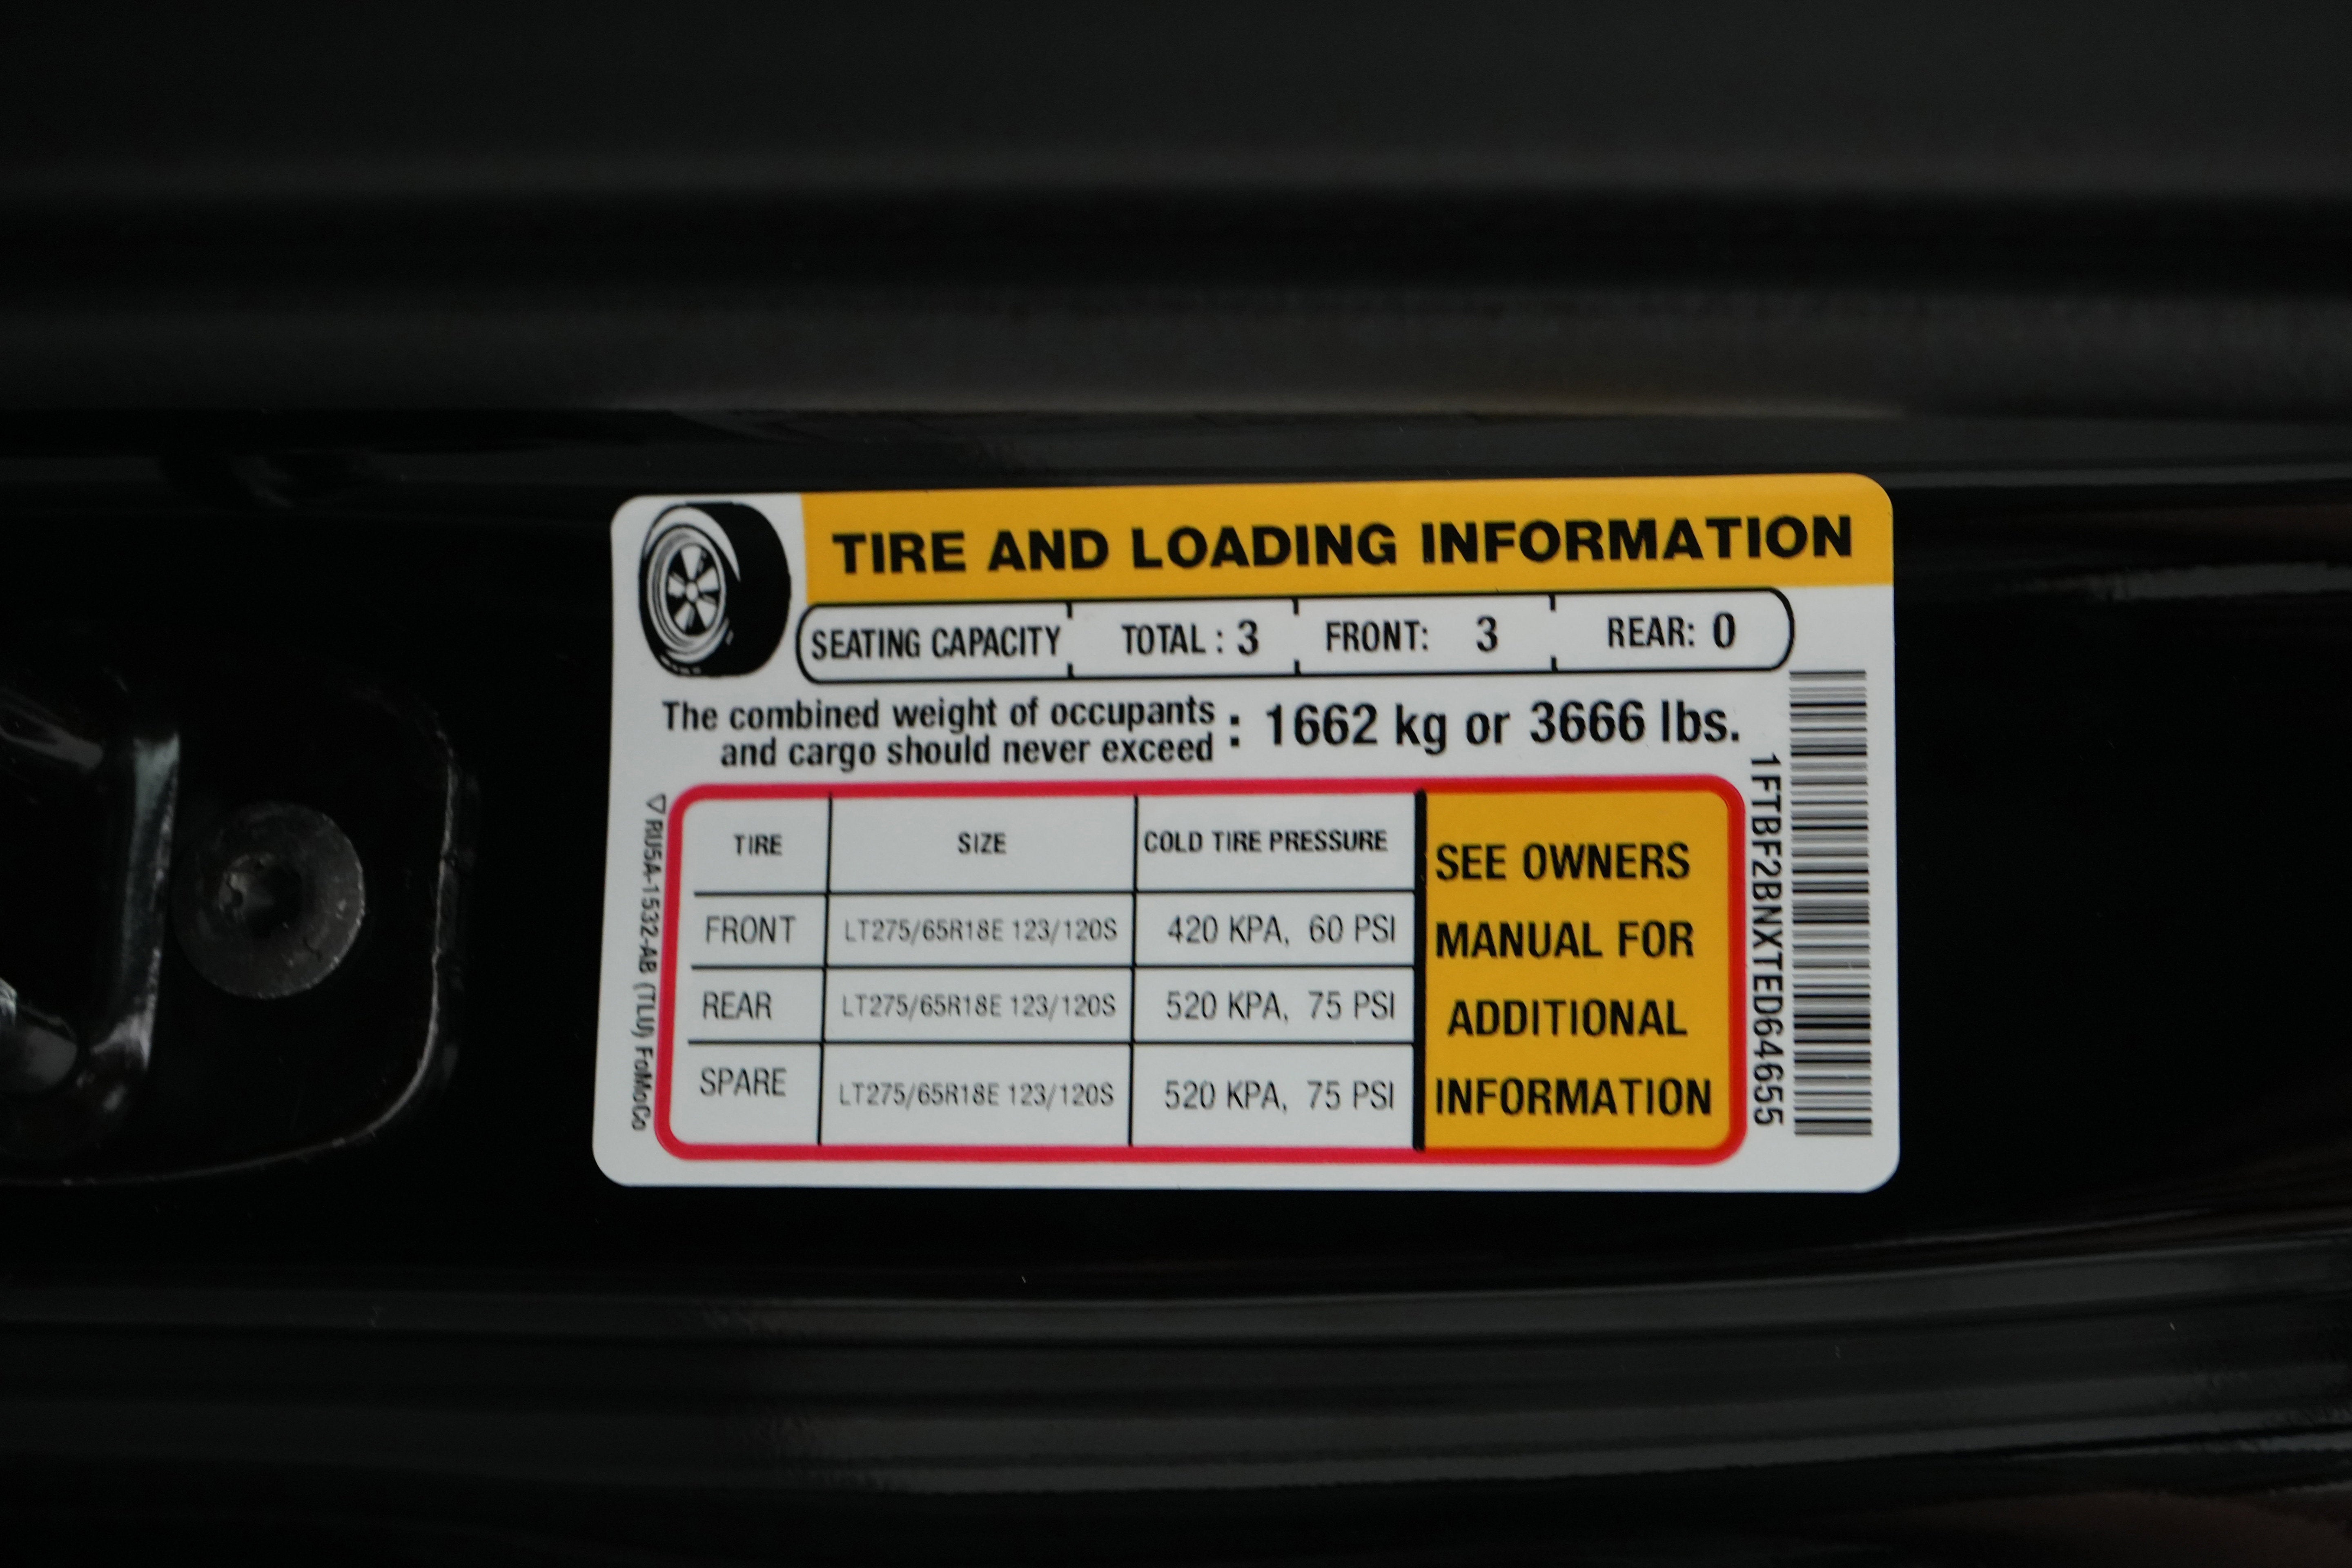 TIRE AND LOADING INFORMATION
SEATING CAPACITY TOTAL : 3 FRONT: 3 REAR: 0
The combined weight of occupants
and cargo should never exceed : 1662 kg or 3666 lbs.
TIRE SIZE COLD TIRE PRESSURE
FRONT LT275/65R18E 123/120S 420 KPA, 60 PSI
REAR LT275/65R18E 123/120S 520 KPA, 75 PSI
SPARE LT275/65R18E 123/120S 520 KPA, 75 PSI
SEE OWNERS
MANUAL FOR
ADDITIONAL
INFORMATION
1FTBF2BNXTED64655
RU5A-1532-AB (TLU) FoMoCo